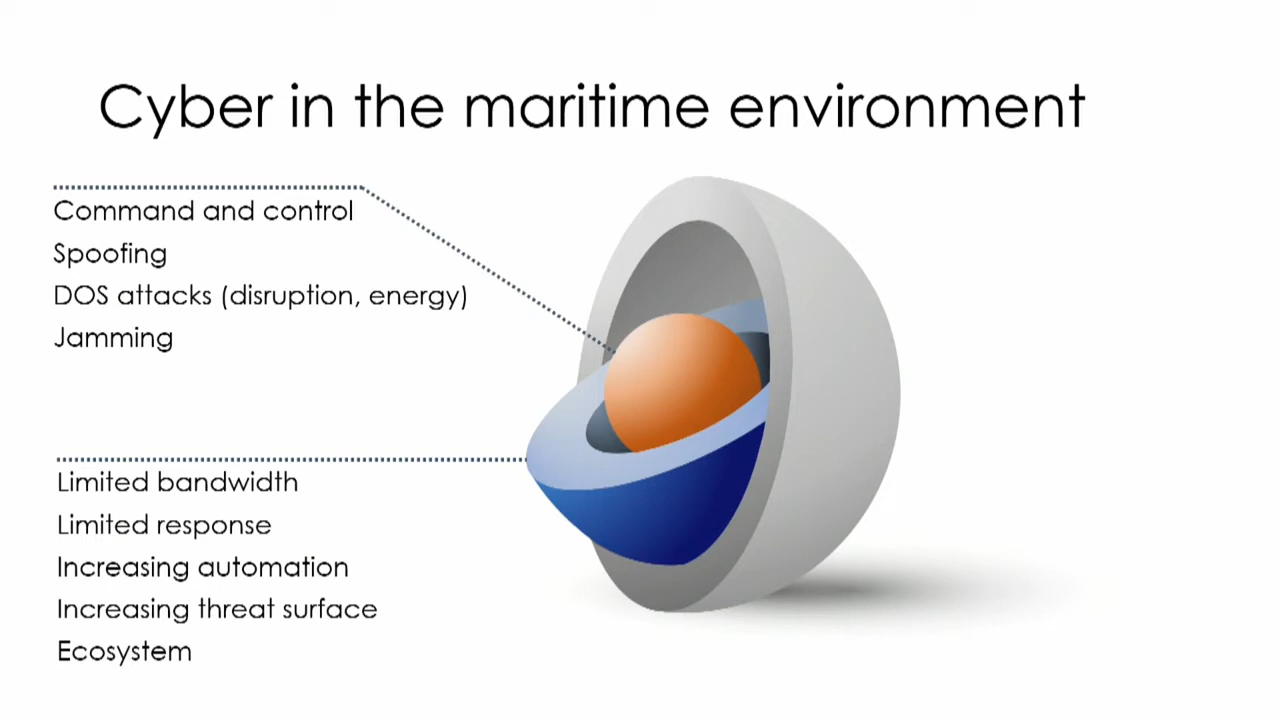 Cyber in the maritime environment
Command and control
Spoofing
DOS attacks (disruption, energy)
Jamming
Limited bandwidth
Limited response
Increasing automation
Increasing threat surface
Ecosystem